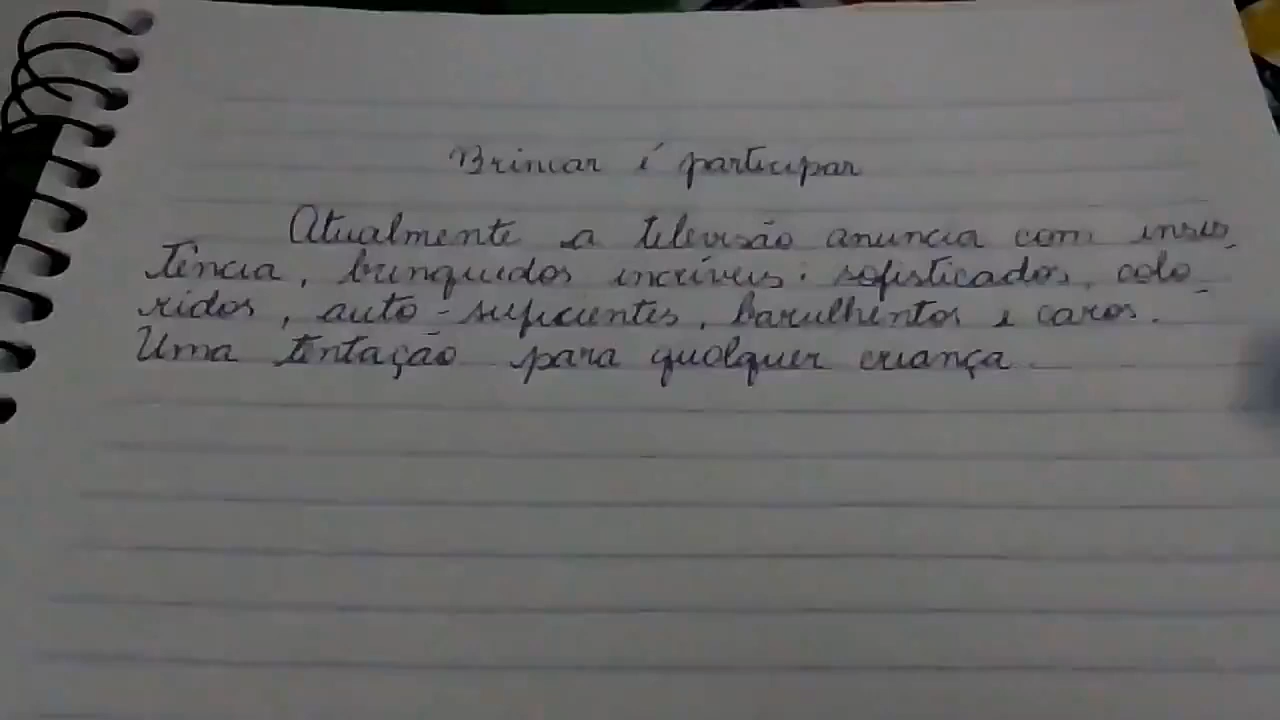 Brincar é participar
Atualmente a televisão anuncia com insis-
tência, brinquedos incríveis: sofisticados, colo-
ridos, auto-suficientes, barulhentos e caros.
Uma tentação para qualquer criança.